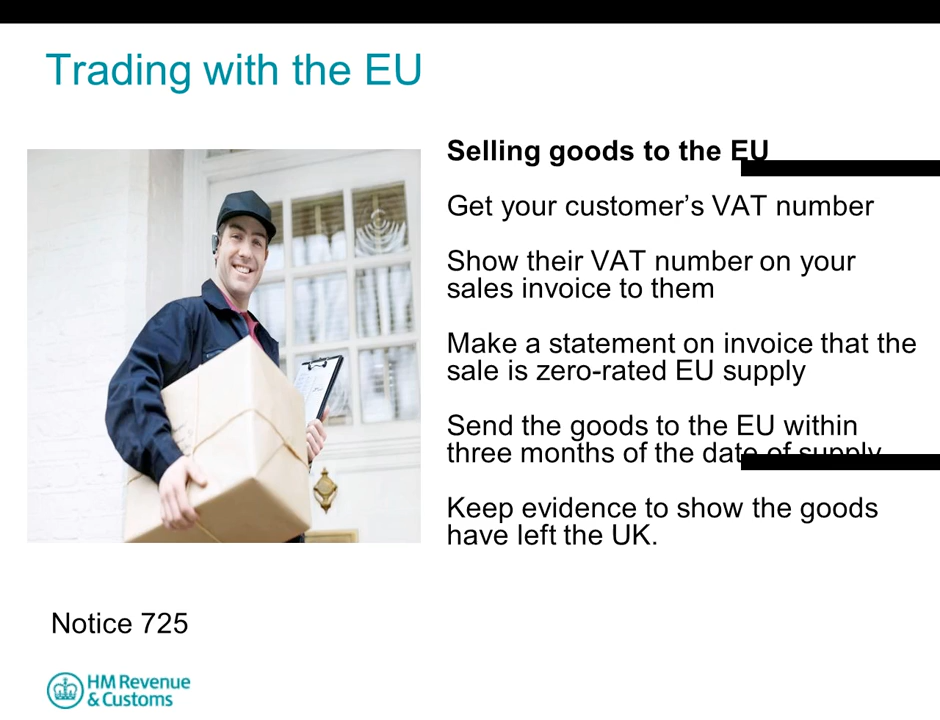 Trading with the EU
Selling goods to the EU
Get your customer’s VAT number
Show their VAT number on your
sales invoice to them
Make a statement on invoice that the
sale is zero-rated EU supply
Send the goods to the EU within
three months of the date of supply
Keep evidence to show the goods
have left the UK.
Notice 725
HM Revenue
& Customs